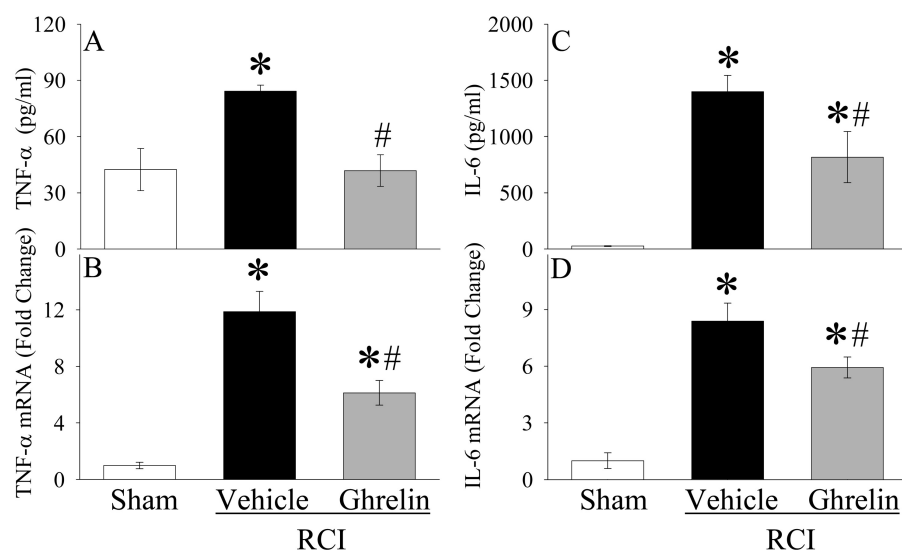 A
TNF-α (pg/ml)
120
90
60
30
0
*
#
B
TNF-α mRNA (Fold Change)
12
8
4
0
*
*#
Sham
Vehicle
Ghrelin
RCI
C
IL-6 (pg/ml)
2000
1500
1000
500
0
*
*#
D
IL-6 mRNA (Fold Change)
9
6
3
0
*
*#
Sham
Vehicle
Ghrelin
RCI